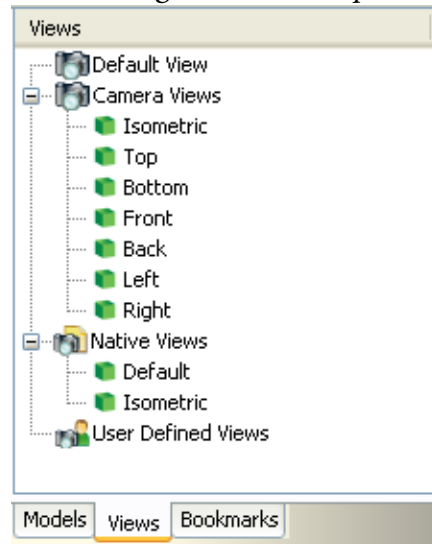 Views
Default View
Camera Views
Isometric
Top
Bottom
Front
Back
Left
Right
Native Views
Default
Isometric
User Defined Views
Models Views Bookmarks